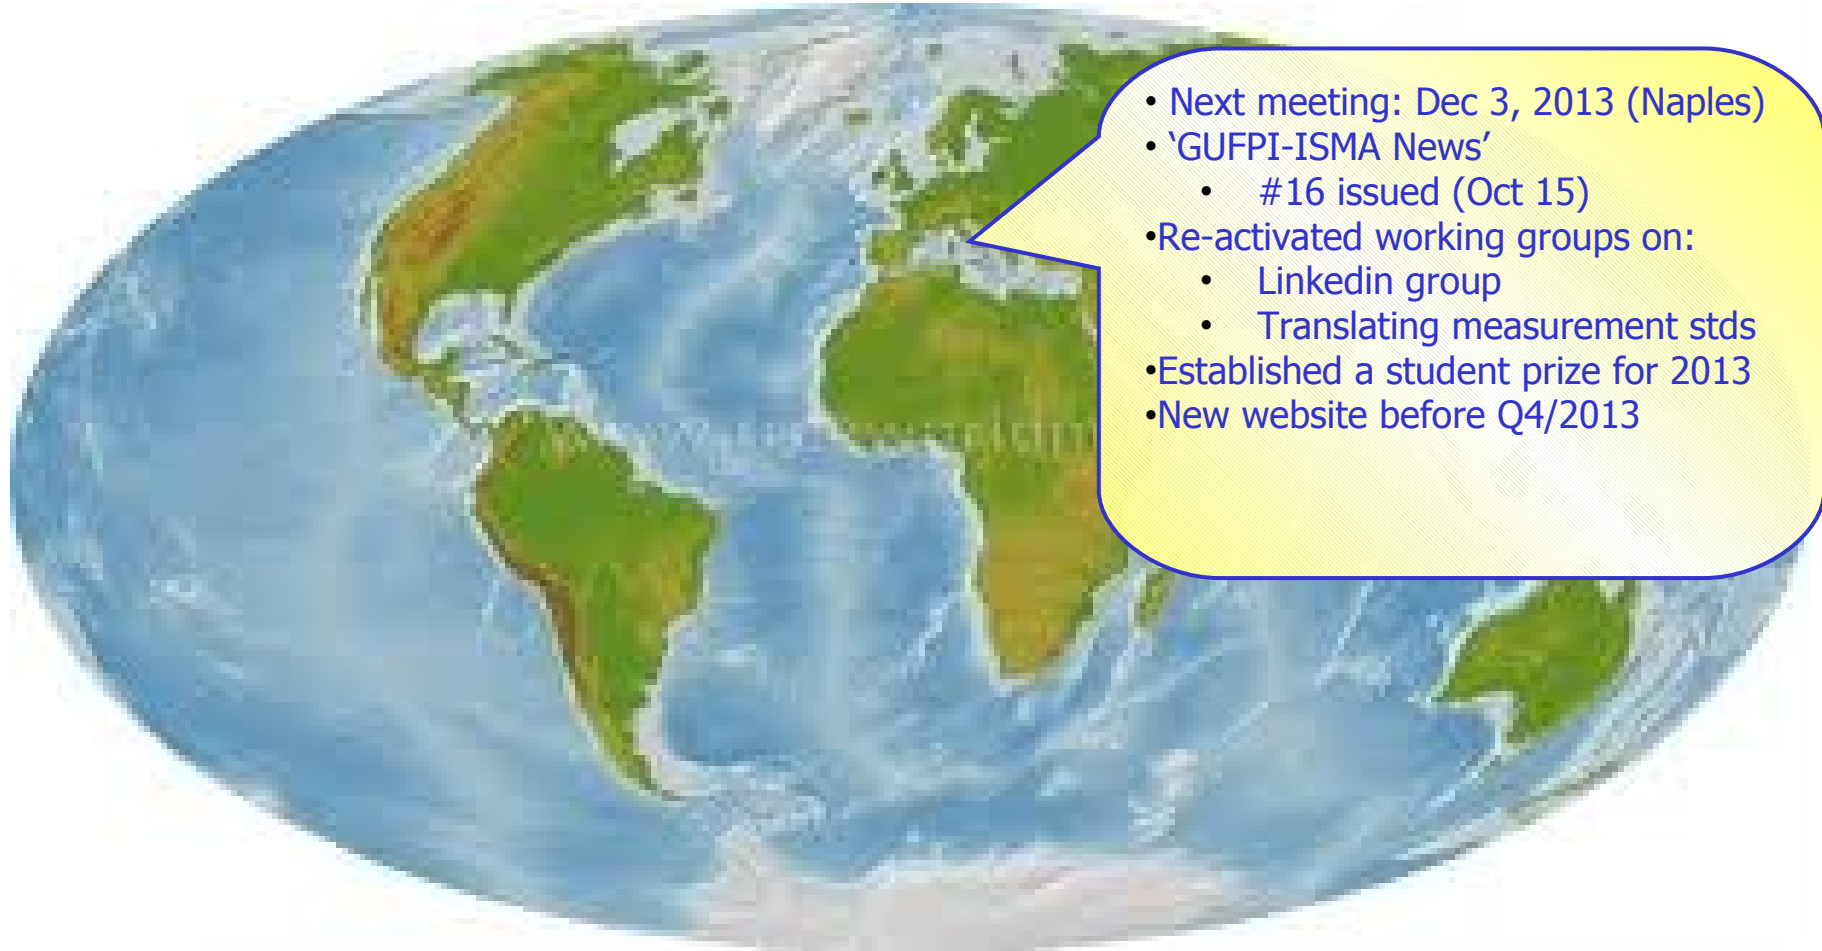 • Next meeting: Dec 3, 2013 (Naples)
• ‘GUFPI-ISMA News’
• #16 issued (Oct 15)
•Re-activated working groups on:
• Linkedin group
• Translating measurement stds
•Established a student prize for 2013
•New website before Q4/2013